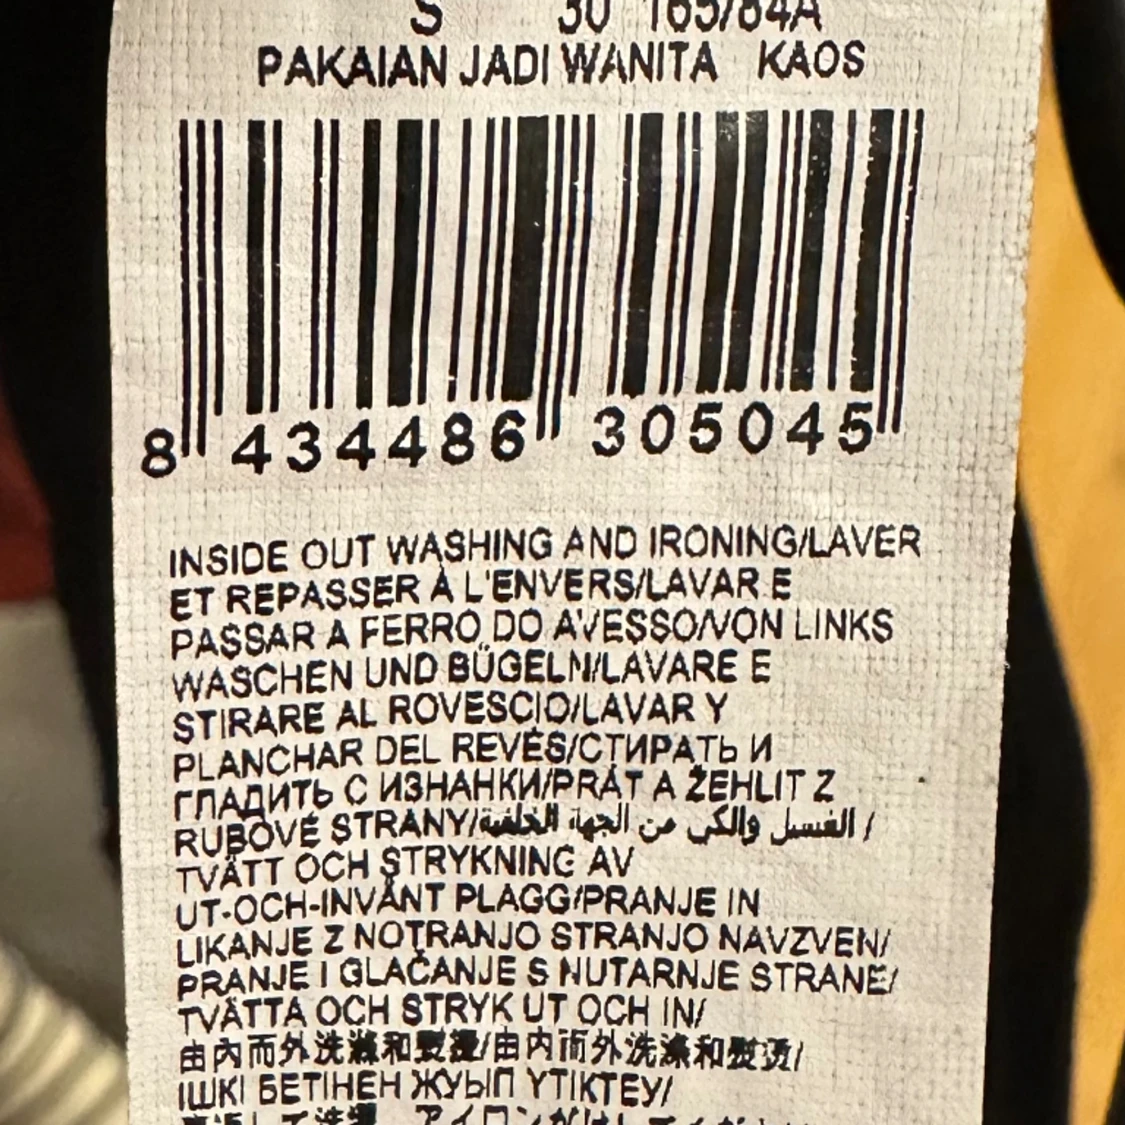 S 30 165/84A
PAKAIAN JADI WANITA KAOS
8 434486 305045
INSIDE OUT WASHING AND IRONING/LAVER
ET REPASSER À L'ENVERS/LAVAR E
PASSAR A FERRO DO AVESSO/VON LINKS
WASCHEN UND BÜGELN/LAVARE E
STIRARE AL ROVESCIO/LAVAR Y
PLANCHAR DEL REVÉS/СТИРАТЬ И
ГЛАДИТЬ С ИЗНАНКИ/PRÁT A ŽEHLIT Z
RUBOVÉ STRANY/الغسيل والكي من الجهة الخلفية /
TVÄTT OCH STRYKNING AV
UT-OCH-INVÄNT PLAGG/PRANJE IN
LIKANJE Z NOTRANJO STRANJO NAVZVEN/
PRANJE I GLAČANJE S NUTARNJE STRANE/
TVÄTTA OCH STRYK UT OCH IN/
由內而外洗滌和熨燙/由内而外洗涤和熨烫/
ІШКІ БЕТІНЕН ЖУЫП ҮТІКТЕУ/